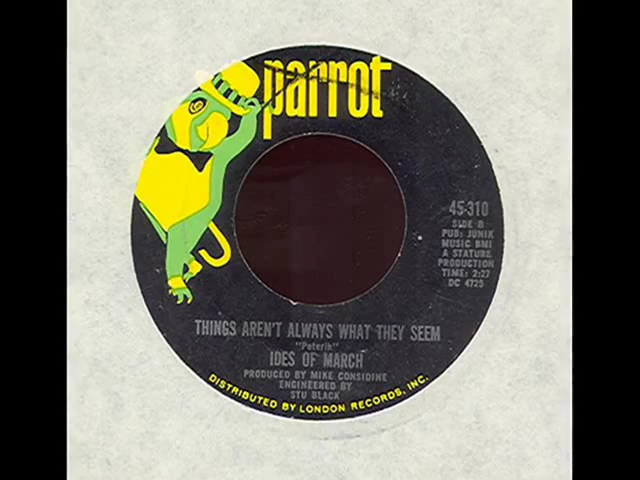 parrot
45-310
SIDE B
PUB: JUNIK
MUSIC BMI
A STATURE
PRODUCTION
TIME: 2:27
DC 4725
THINGS AREN'T ALWAYS WHAT THEY SEEM
"Peterik"
IDES OF MARCH
PRODUCED BY MIKE CONSIDINE
ENGINEERED BY
STU BLACK
DISTRIBUTED BY LONDON RECORDS, INC.